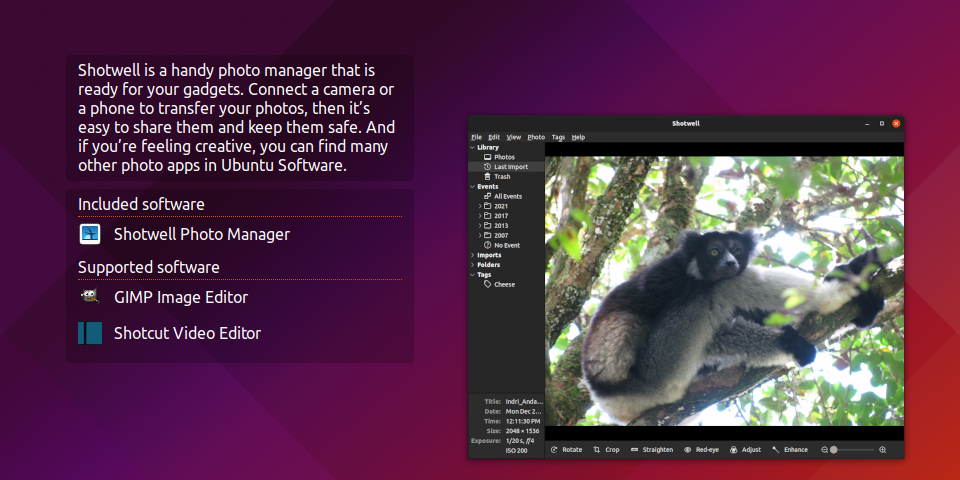 Shotwell is a handy photo manager that is
ready for your gadgets. Connect a camera or
a phone to transfer your photos, then it's
easy to share them and keep them safe. And
if you're feeling creative, you can find many
other photo apps in Ubuntu Software.
Included software
Shotwell Photo Manager
Supported software
GIMP Image Editor
Shotcut Video Editor
Shotwell
File Edit View Photo Tags Help
Library
Photos
Last Import
Trash
Events
All Events
2021
2017
2013
2007
No Event
Imports
Folders
Tags
Cheese
Title: Indri_Anda...
Date: Mon Dec 2...
Time: 12:11:30 PM
Size: 2048 × 1536
Exposure: 1/20 s, f/4
ISO 200
Rotate Crop Straighten Red-eye Adjust Enhance